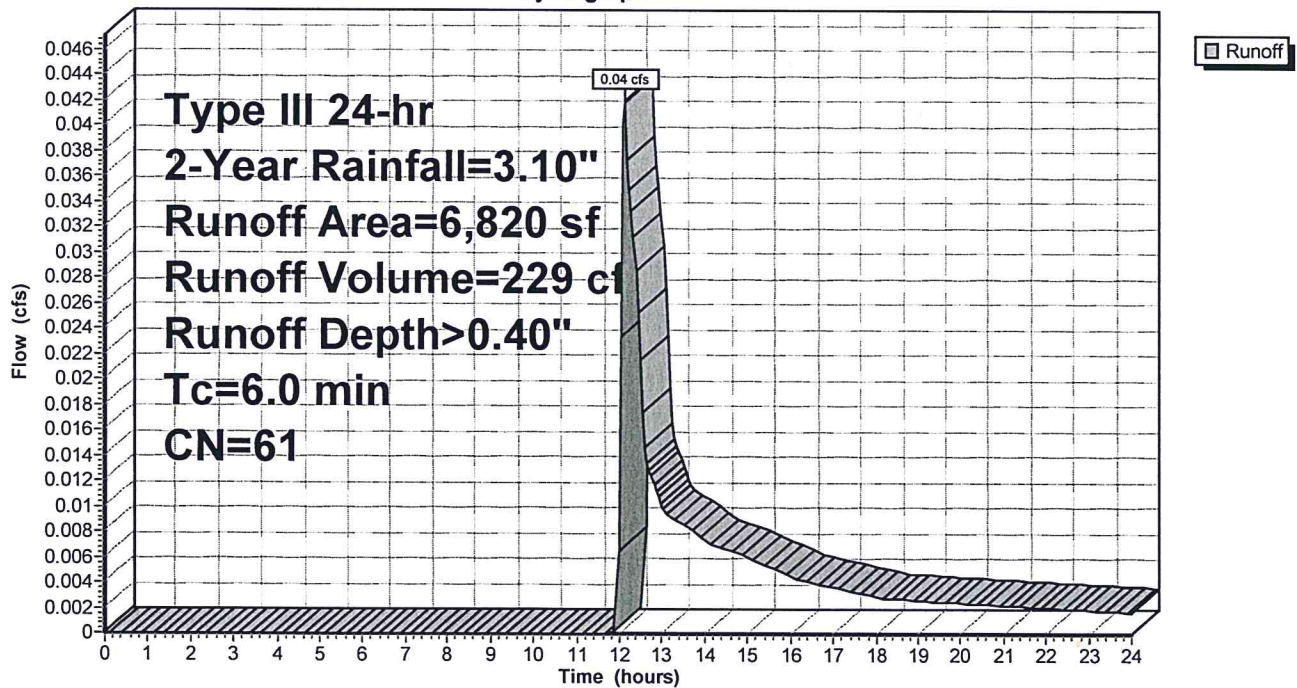 Runoff
0.04 cfs
Type III 24-hr
2-Year Rainfall=3.10"
Runoff Area=6,820 sf
Runoff Volume=229 cf
Runoff Depth>0.40"
Tc=6.0 min
CN=61
Flow (cfs)
0.046
0.044
0.042
0.04
0.038
0.036
0.034
0.032
0.03
0.028
0.026
0.024
0.022
0.02
0.018
0.016
0.014
0.012
0.01
0.008
0.006
0.004
0.002
0
0 1 2 3 4 5 6 7 8 9 10 11 12 13 14 15 16 17 18 19 20 21 22 23 24
Time (hours)